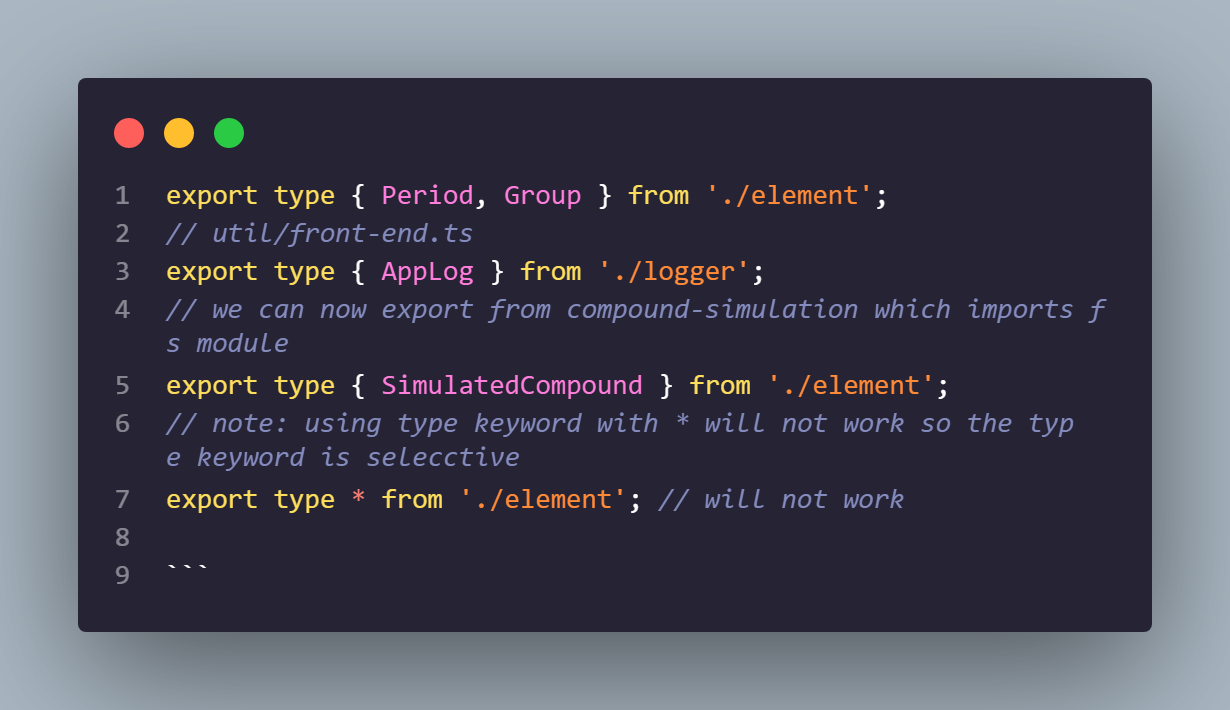 1 export type { Period, Group } from './element';
2 // util/front-end.ts
3 export type { AppLog } from './logger';
4 // we can now export from compound-simulation which imports f
s module
5 export type { SimulatedCompound } from './element';
6 // note: using type keyword with * will not work so the typ
e keyword is selecctive
7 export type * from './element'; // will not work
8
9 ```